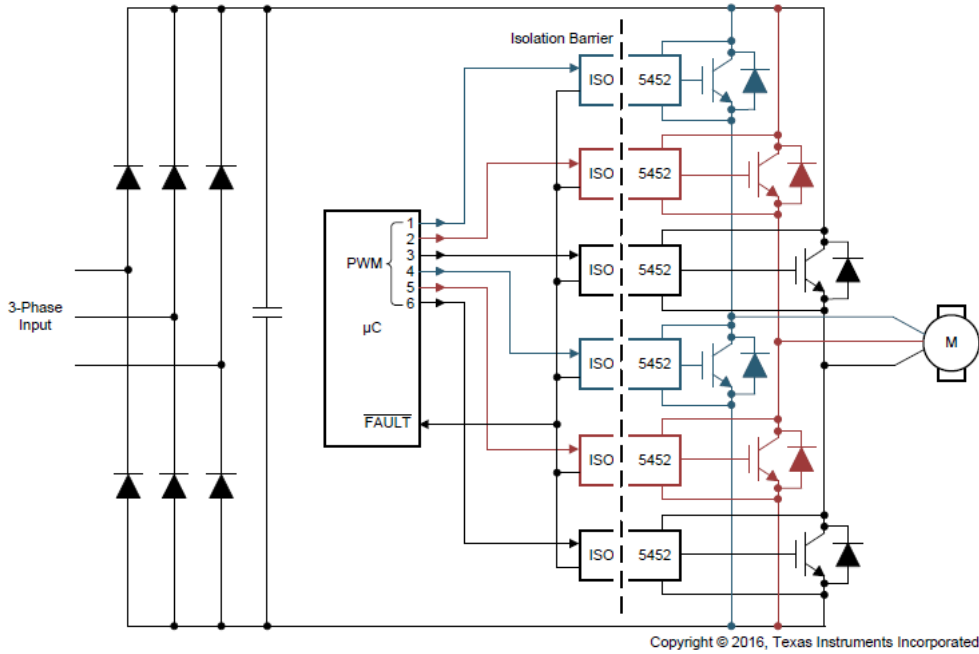 Isolation Barrier
ISO 5452
ISO 5452
1
2
3
4
5
6
PWM
µC
FAULT
ISO 5452
3-Phase
Input
M
ISO 5452
ISO 5452
ISO 5452
Copyright © 2016, Texas Instruments Incorporated